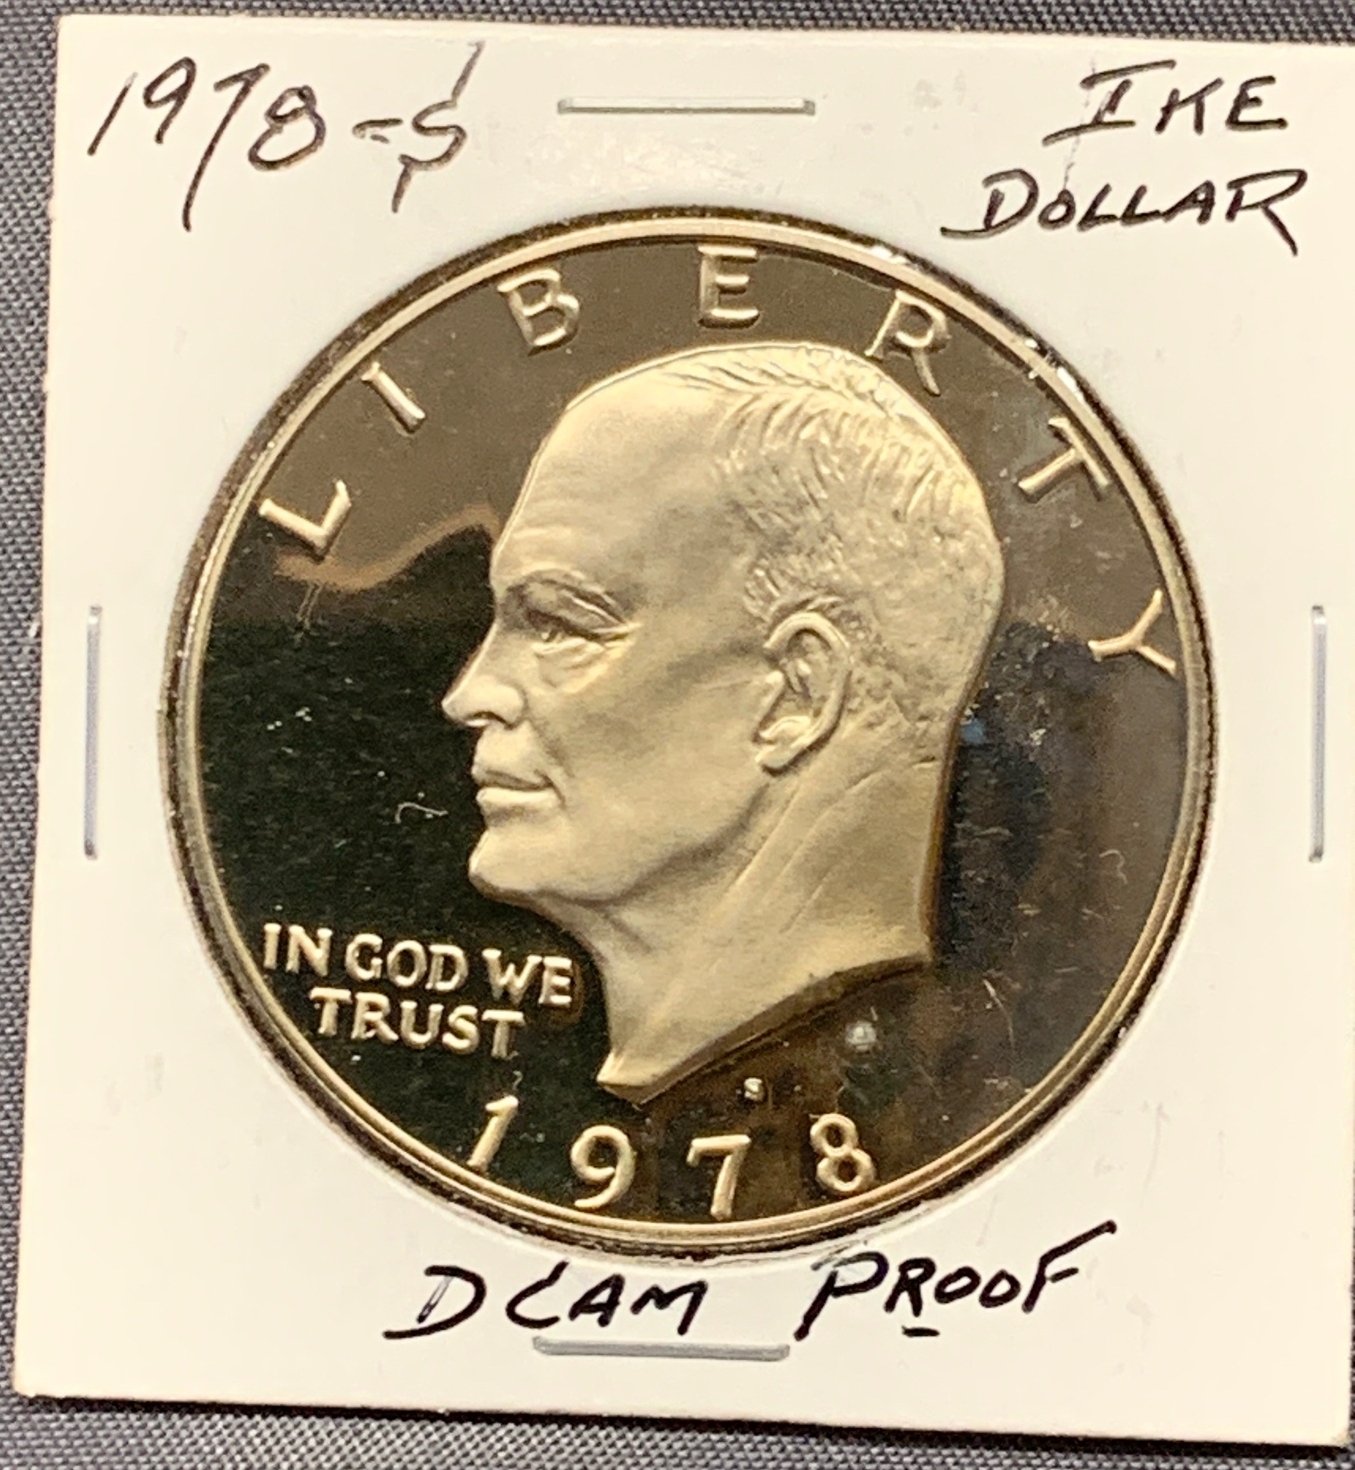 1978-S
IKE
DOLLAR
LIBERTY
IN GOD WE
TRUST
S
1978
DCAM PROOF